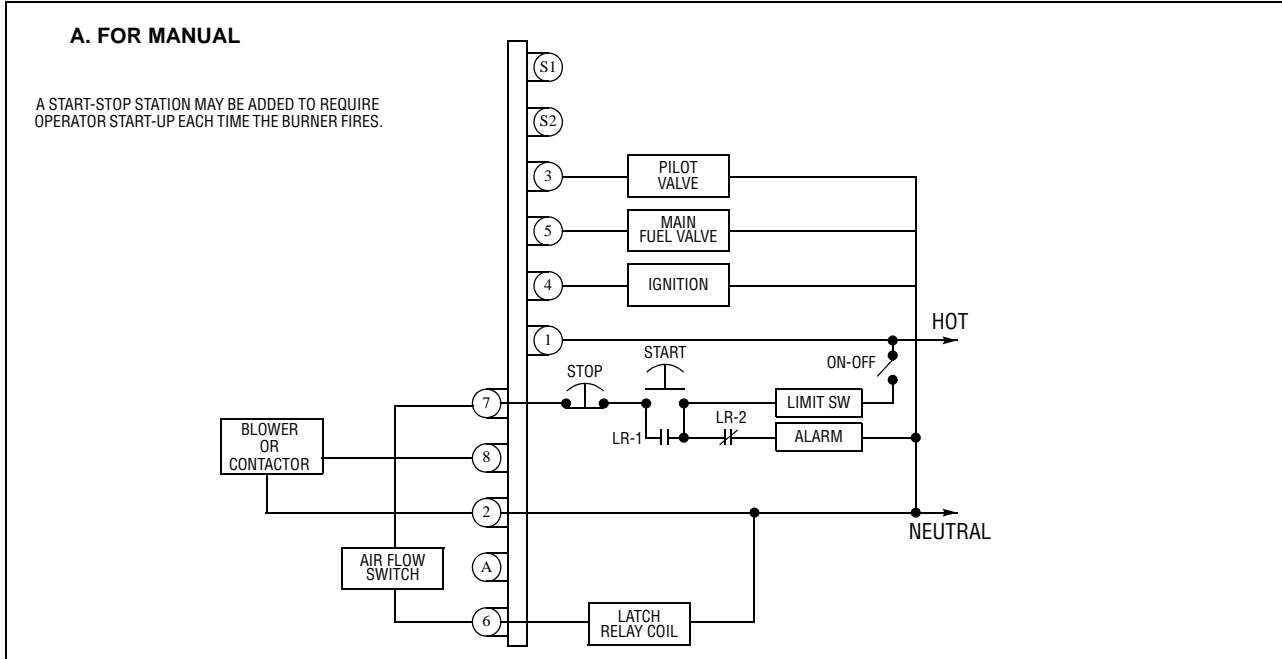 A. FOR MANUAL
A START-STOP STATION MAY BE ADDED TO REQUIRE
OPERATOR START-UP EACH TIME THE BURNER FIRES.
S1
S2
3
PILOT
VALVE
5
MAIN
FUEL VALVE
4
IGNITION
1
HOT
ON-OFF
START
STOP
7
LIMIT SW
LR-1
LR-2
ALARM
BLOWER
OR
CONTACTOR
8
2
NEUTRAL
AIR FLOW
SWITCH
A
6
LATCH
RELAY COIL